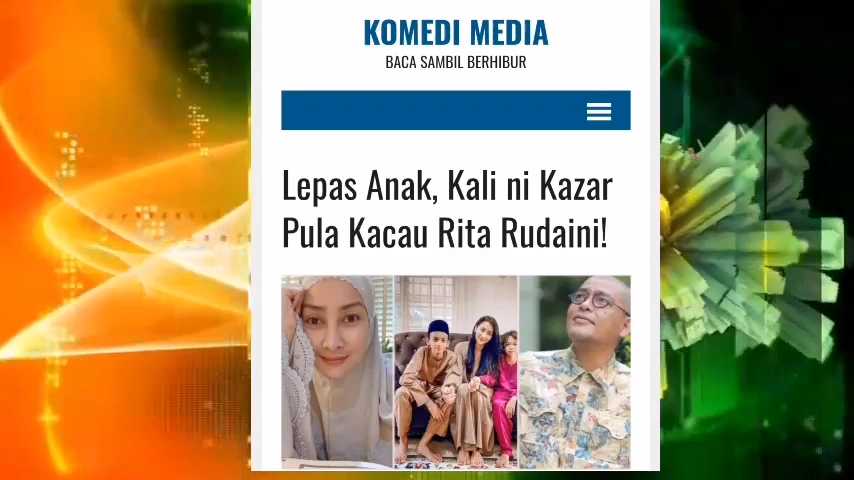 KOMEDI MEDIA
BACA SAMBIL BERHIBUR
Lepas Anak, Kali ni Kazar
Pula Kacau Rita Rudaini!